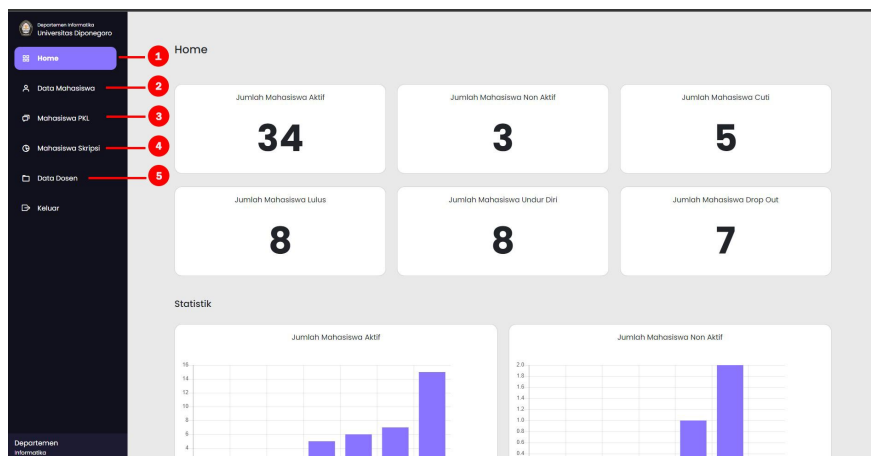 Departemen Informatika
Universitas Diponegoro
Home
Data Mahasiswa
Mahasiswa PKL
Mahasiswa Skripsi
Data Dosen
Keluar
Departemen
Informatika
1
2
3
4
5
Home
Jumlah Mahasiswa Aktif
34
Jumlah Mahasiswa Non Aktif
3
Jumlah Mahasiswa Cuti
5
Jumlah Mahasiswa Lulus
8
Jumlah Mahasiswa Undur Diri
8
Jumlah Mahasiswa Drop Out
7
Statistik
Jumlah Mahasiswa Aktif
16
14
12
10
8
6
4
Jumlah Mahasiswa Non Aktif
2.0
1.8
1.6
1.4
1.2
1.0
0.8
0.6
0.4